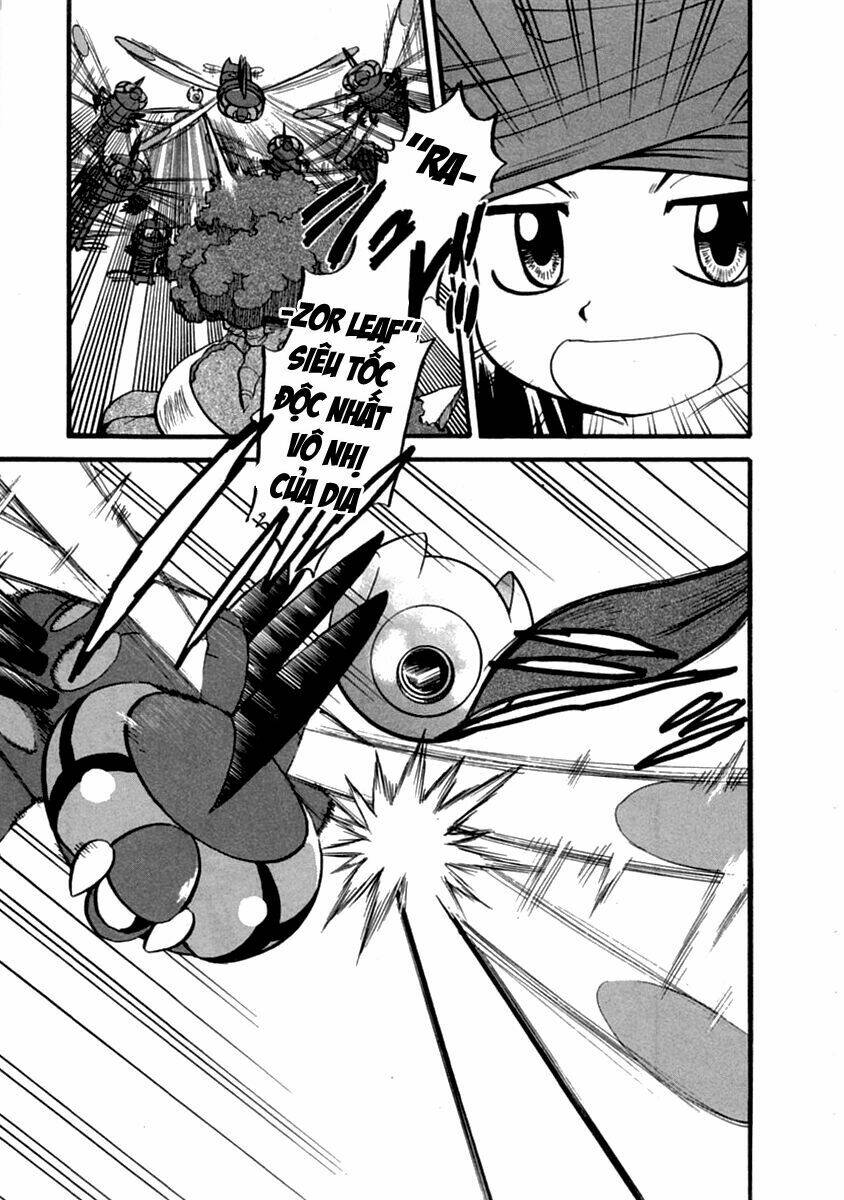 "RA-
-ZOR LEAF"
SIÊU TỐC
ĐỘC NHẤT
VÔ NHỊ
CỦA DIA